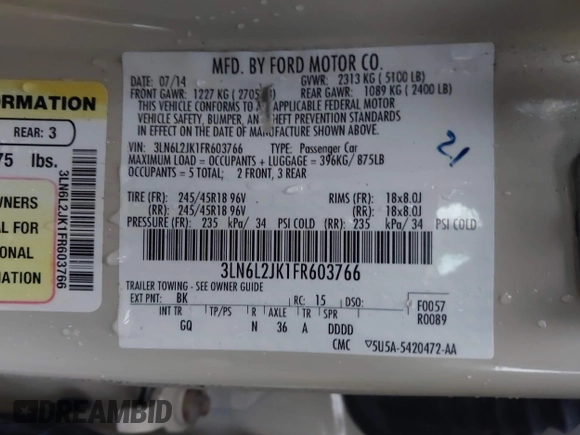 MFD. BY FORD MOTOR CO.
DATE: 07/14 GVWR: 2313 KG ( 5100 LB)
FRONT GAWR: 1227 KG ( 2705 REAR GAWR: 1089 KG ( 2400 LB)
THIS VEHICLE CONFORMS TO APPLICABLE FEDERAL MOTOR
VEHICLE SAFETY, BUMPER, AND THEFT PREVENTION STANDARDS
IN EFFECT ON THE DATE OF
MANUFACTURE SHOWN ABOVE.
VIN: 3LN6L2JK1FR603766 TYPE: Passenger Car
MAXIMUM LOAD = OCCUPANTS + LUGGAGE = 396KG/ 875LB
OCCUPANTS = 5 TOTAL; 2 FRONT, 3 REAR
TIRE (FR): 245/45R18 96V RIMS (FR): 18x8.0J
(RR): 245/45R18 96V (RR): 18x8.0J
PRESSURE (FR): 235 kPa/ 34 PSI COLD (RR): 235 kPa/ 34 PSI COLD
3LN6L2JK1FR603766
TRAILER TOWING - SEE OWNER GUIDE
EXT PNT: BK RC: 15 DSO: F0057
R0089
INT TR TP/PS R AXLE TR SPR
GQ N 36 A DDDD
CMC ▽5U5A-5420472-AA
21
ORMATION
REAR: 3
75 lbs.
WNERS
AL FOR
IONAL
ATION
3LN6L2JK1FR603766
DREAMBID